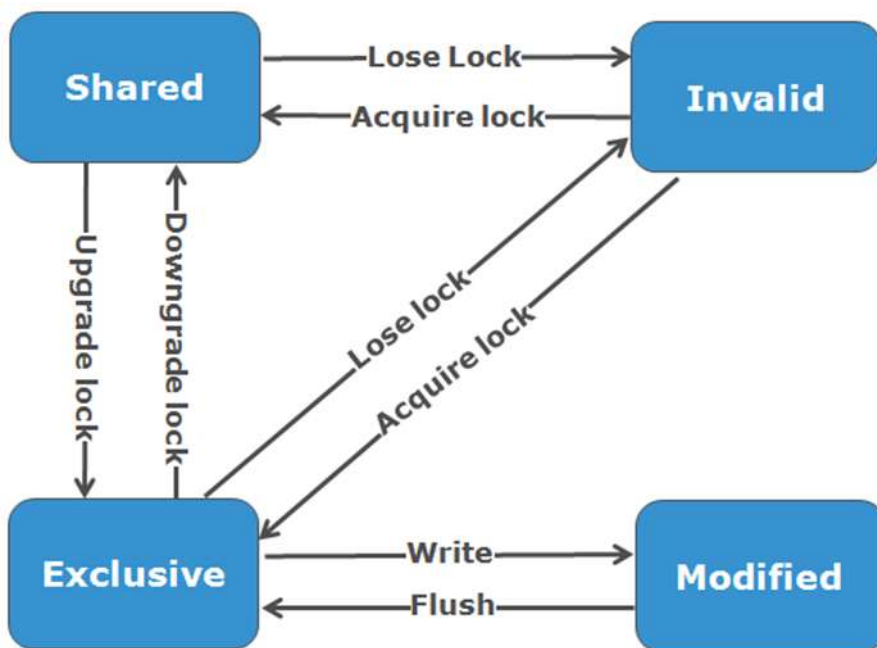 Shared
Lose Lock
Invalid
Acquire lock
Upgrade lock
Downgrade lock
Lose lock
Acquire lock
Exclusive
Write
Modified
Flush